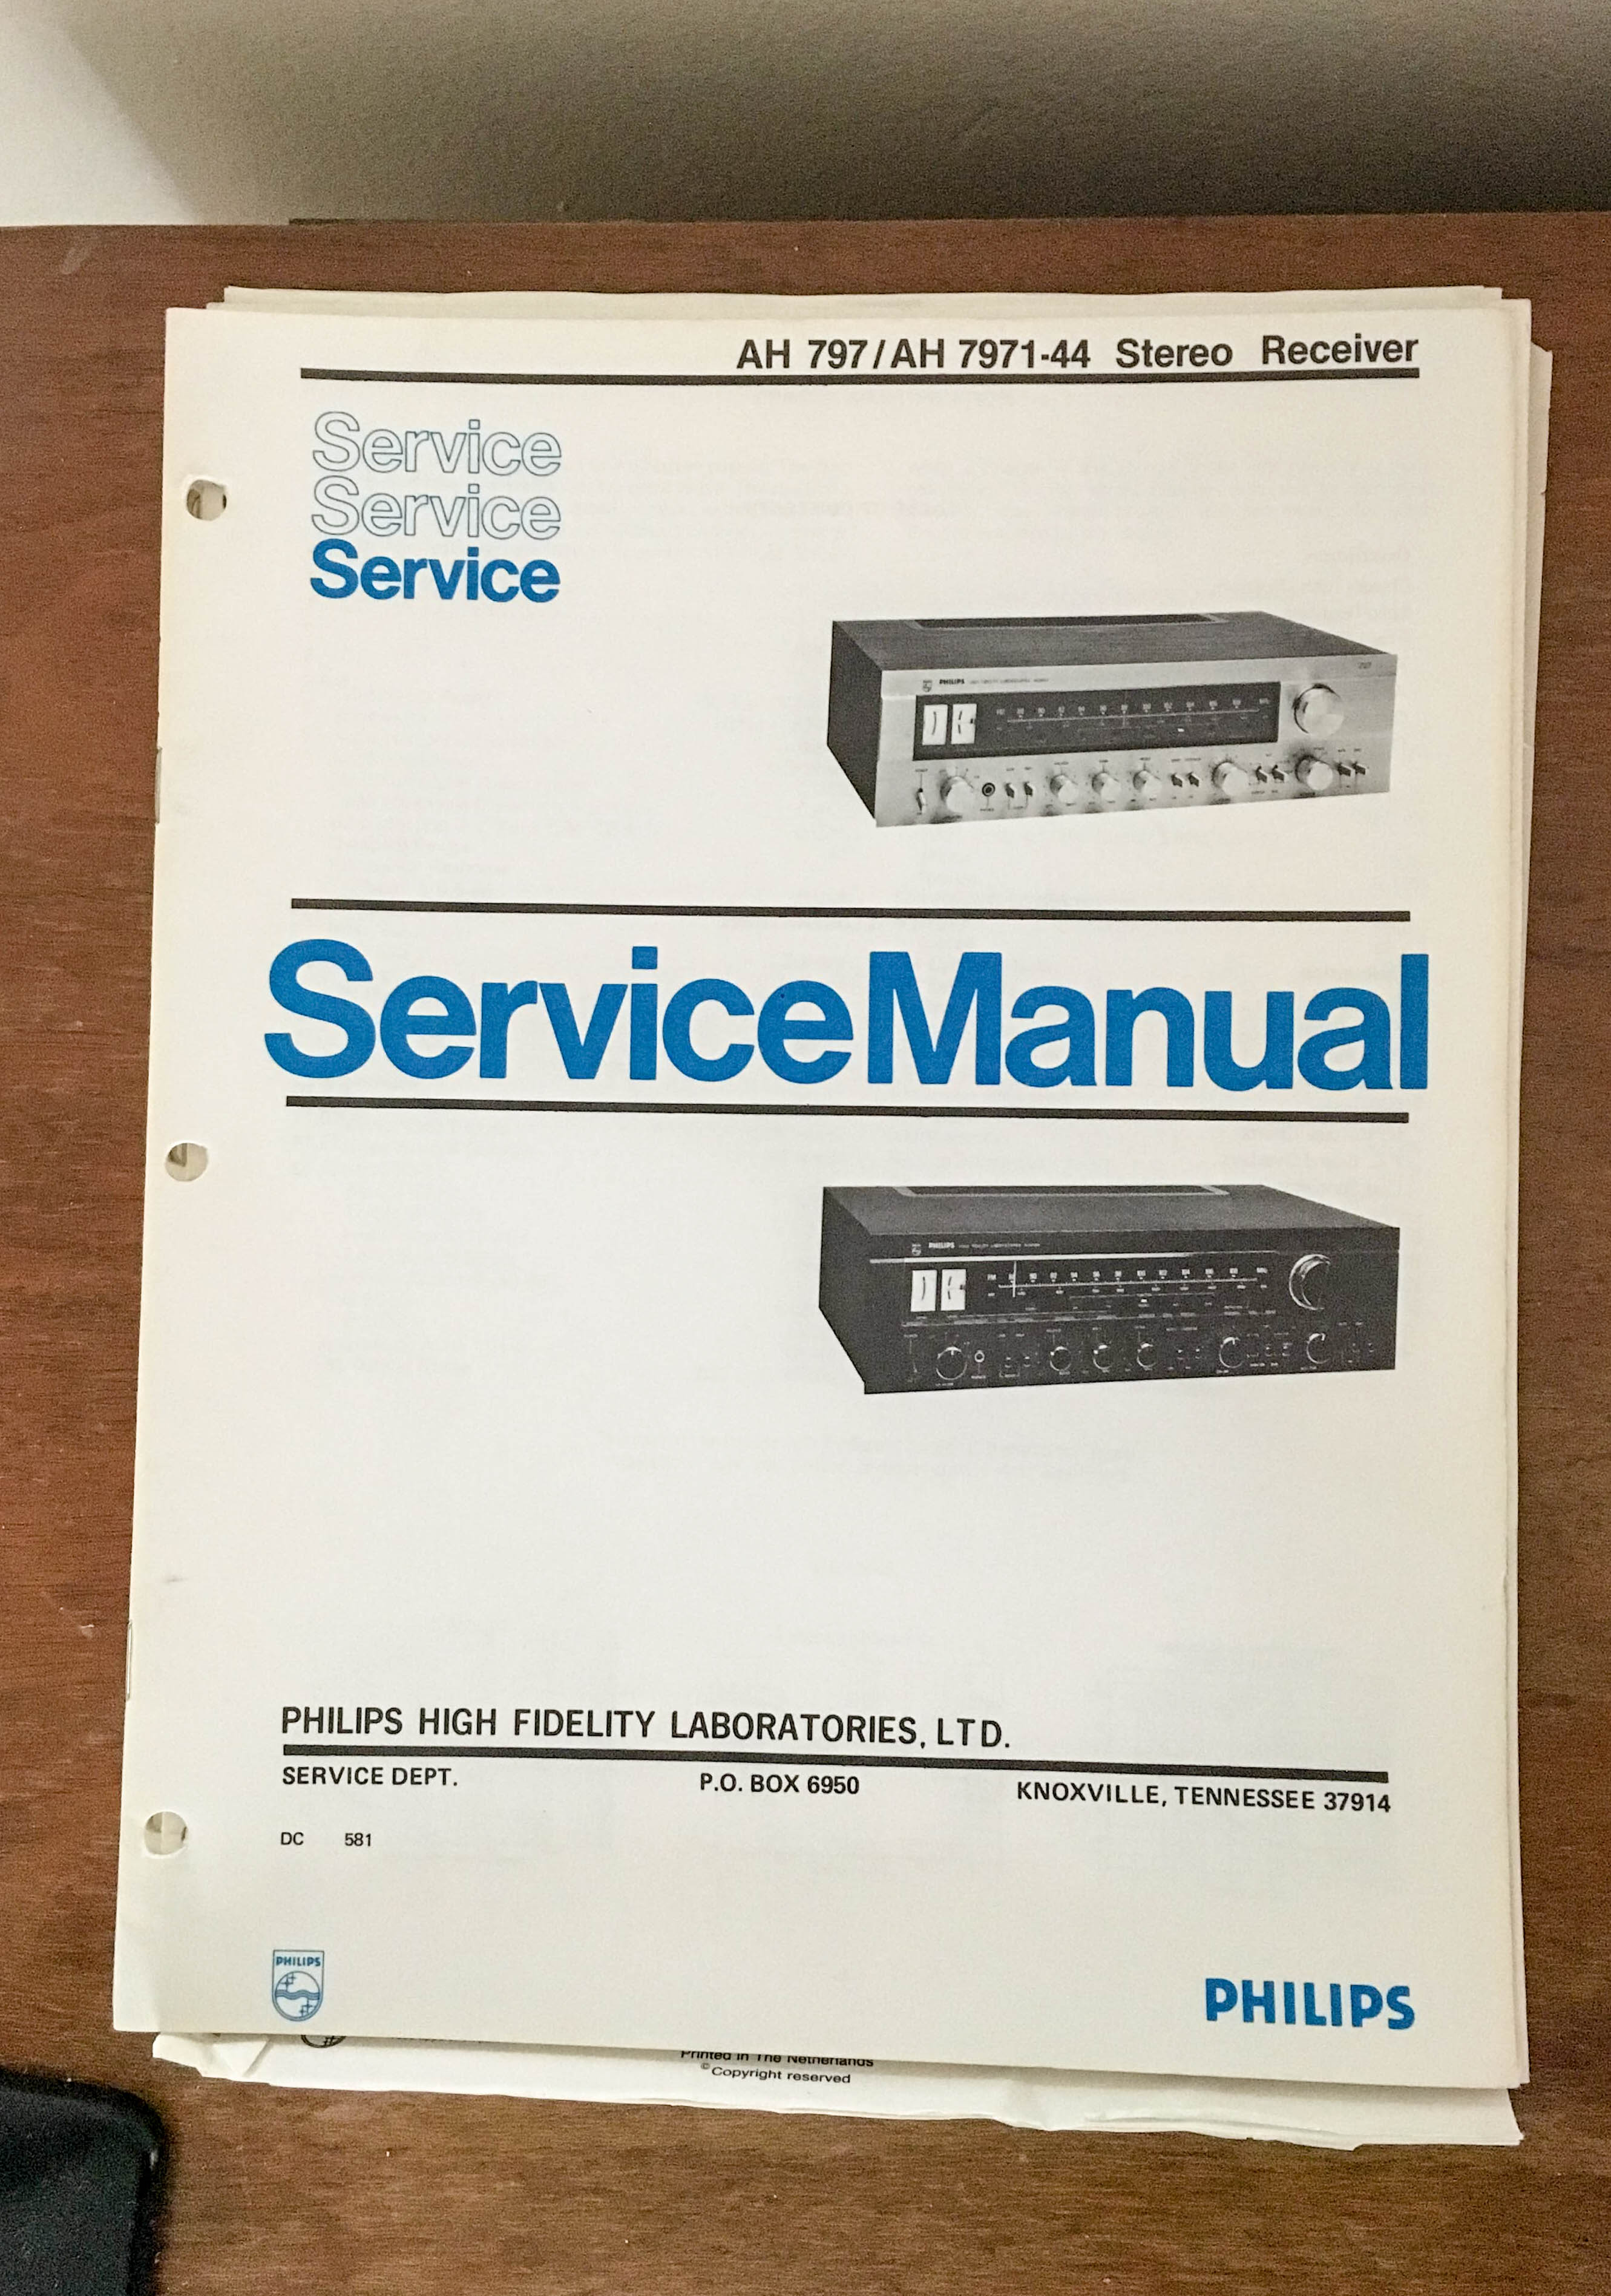 AH 797/AH 7971-44 Stereo Receiver
Service
Service
Service
PHILIPS
797
ServiceManual
PHILIPS
PHILIPS HIGH FIDELITY LABORATORIES, LTD.
SERVICE DEPT. P.O. BOX 6950 KNOXVILLE, TENNESSEE 37914
DC 581
PHILIPS
PHILIPS
Printed in The Netherlands
© Copyright reserved